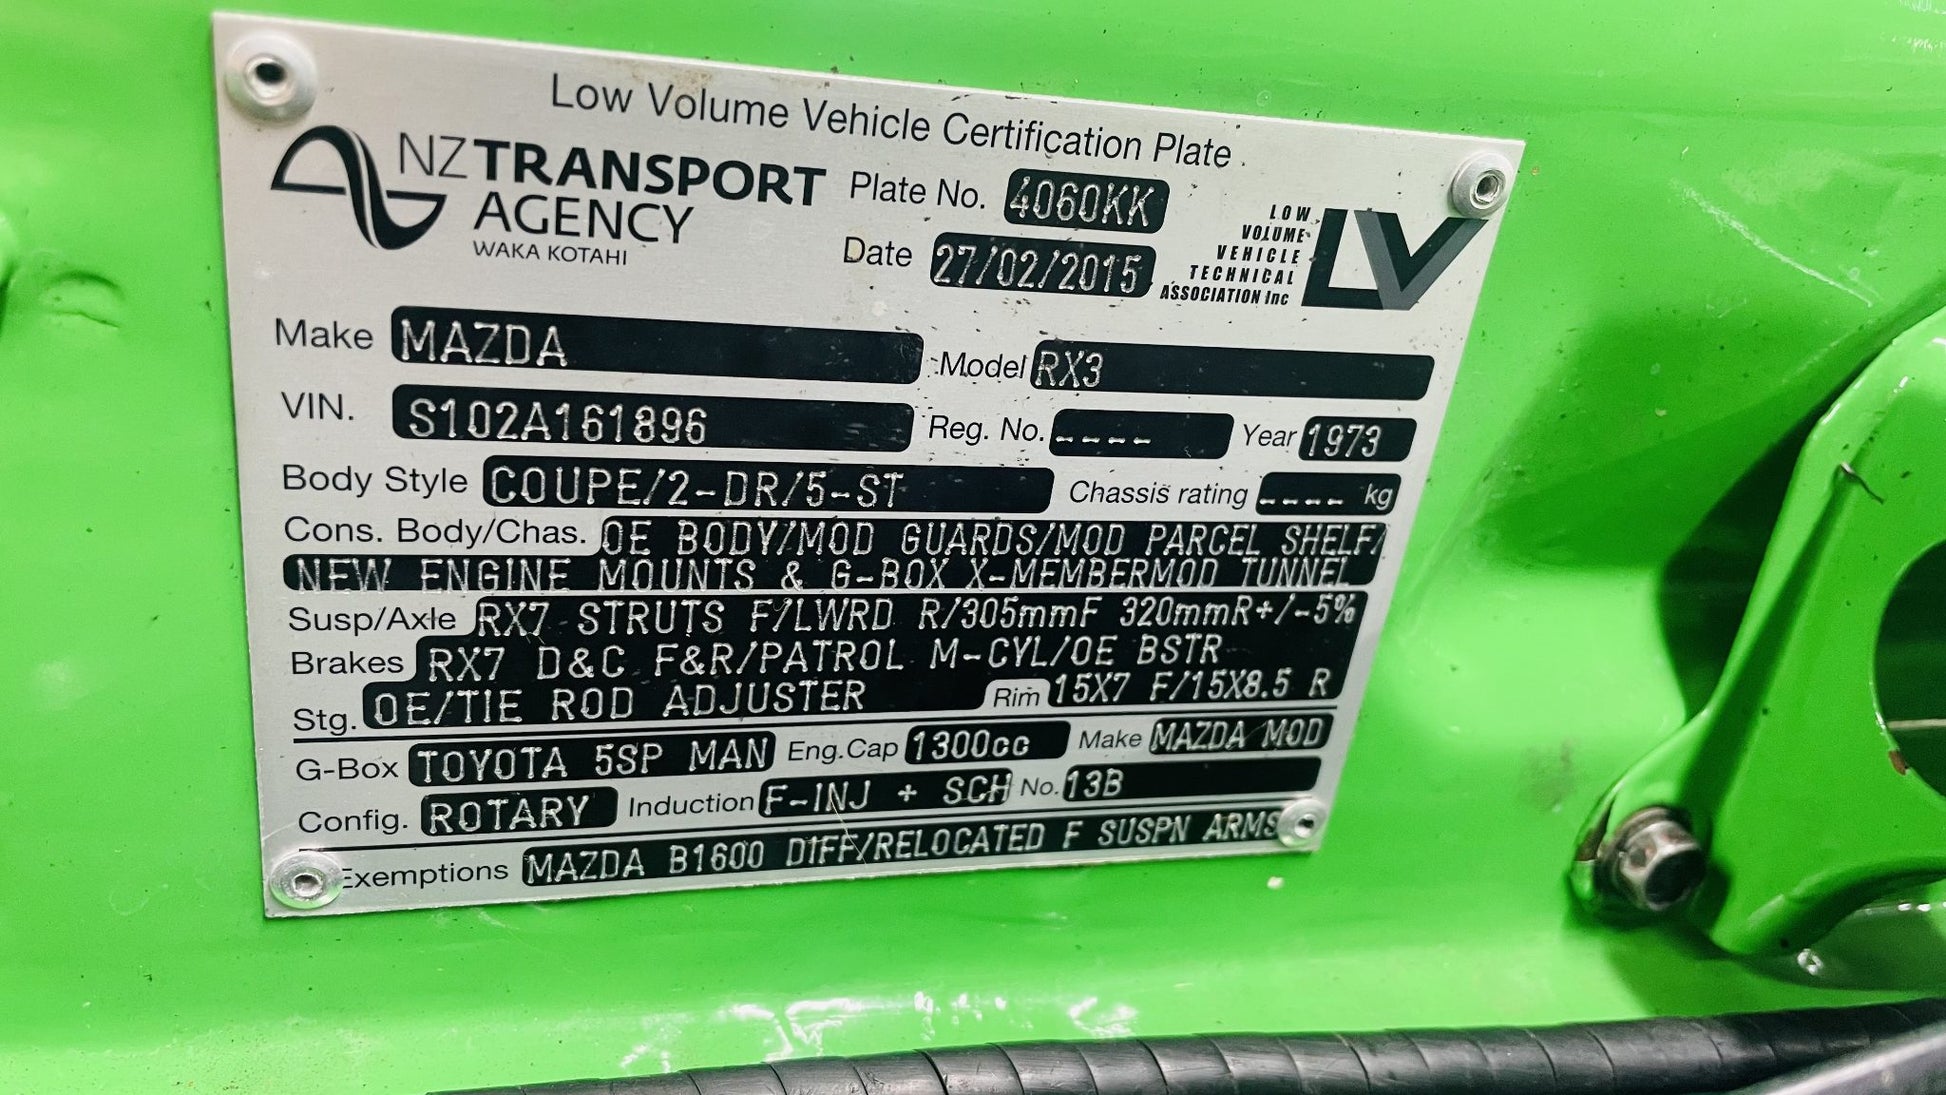 Low Volume Vehicle Certification Plate
NZ TRANSPORT
AGENCY
WAKA KOTAHI
Plate No. 4060KK
Date 27/02/2015
LOW
VOLUME
VEHICLE
TECHNICAL
ASSOCIATION Inc
LV
Make MAZDA Model RX3
VIN. S102A161896 Reg. No. ---- Year 1973
Body Style COUPE/2-DR/5-ST Chassis rating ---- kg
Cons. Body/Chas. OE BODY/MOD GUARDS/MOD PARCEL SHELF/
NEW ENGINE MOUNTS & G-BOX X-MEMBERMOD TUNNEL
Susp/Axle RX7 STRUTS F/LWRD R/305mmF 320mmR+/-5%
Brakes RX7 D&C F&R/PATROL M-CYL/OE BSTR
Stg. OE/TIE ROD ADJUSTER Rim 15X7 F/15X8.5 R
G-Box TOYOTA 5SP MAN Eng.Cap 1300cc Make MAZDA MOD
Config. ROTARY Induction F-INJ + SCH No. 13B
Exemptions MAZDA B1600 DIFF/RELOCATED F SUSPN ARMS